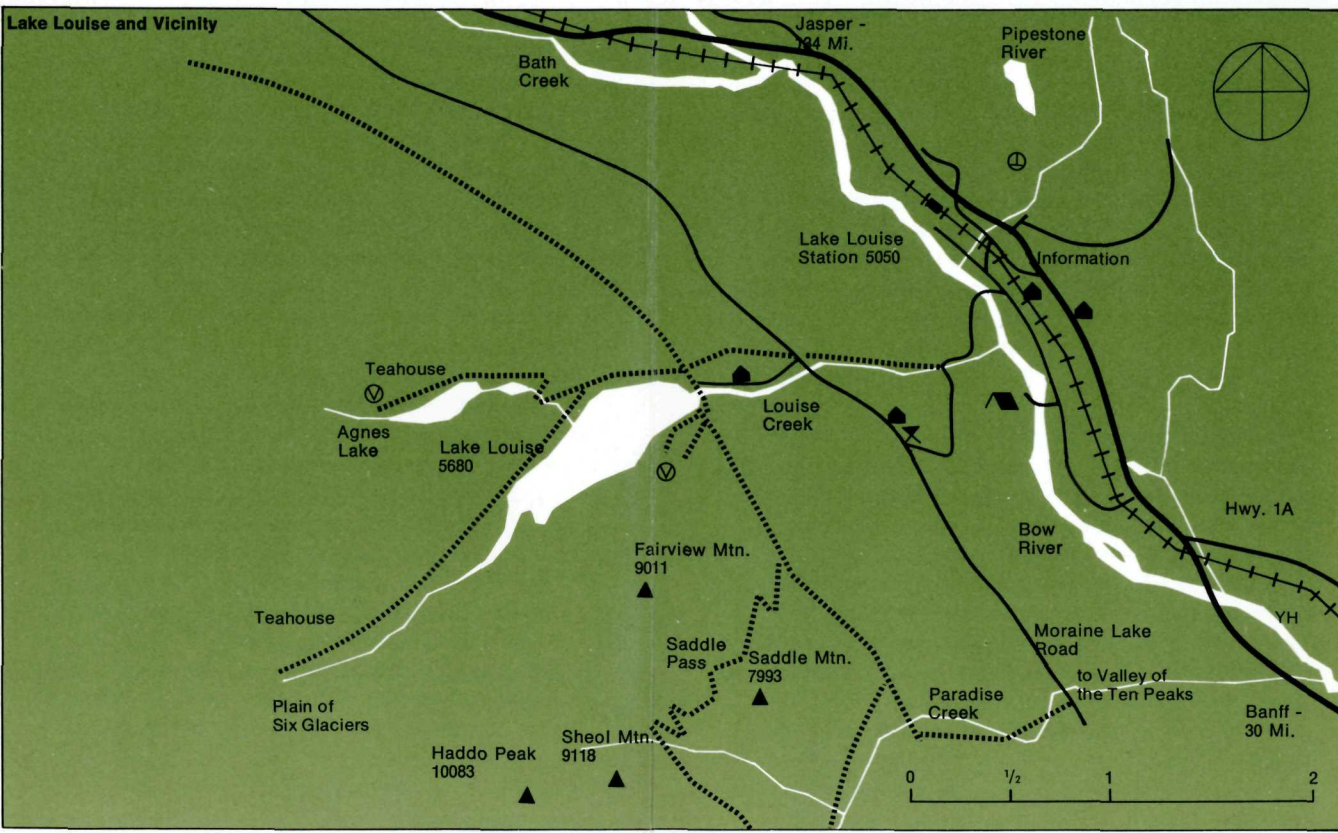 Lake Louise and Vicinity
Jasper -
134 Mi.
Pipestone
River
Bath
Creek
Lake Louise
Station 5050
Information
Teahouse
V
Agnes
Lake
Lake Louise
5680
Louise
Creek
V
Hwy. 1A
Bow
River
Fairview Mtn.
9011
Teahouse
YH
Saddle
Pass
Saddle Mtn.
7993
Moraine Lake
Road
to Valley of
the Ten Peaks
Paradise
Creek
Plain of
Six Glaciers
Banff -
30 Mi.
Sheol Mtn.
9118
Haddo Peak
10083
0 1/2 1 2